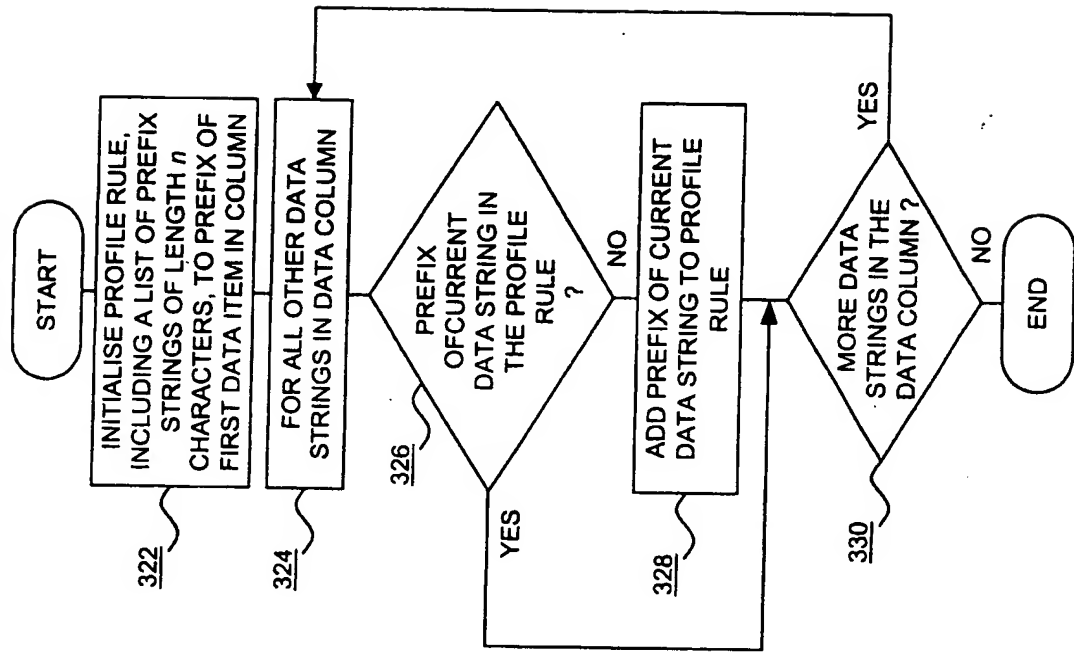 START
INITIALISE PROFILE RULE,
INCLUDING A LIST OF PREFIX
STRINGS OF LENGTH n
CHARACTERS, TO PREFIX OF
FIRST DATA ITEM IN COLUMN
322
FOR ALL OTHER DATA
STRINGS IN DATA COLUMN
324
PREFIX
OFCURRENT
DATA STRING IN
THE PROFILE
RULE
?
326
YES
NO
ADD PREFIX OF CURRENT
DATA STRING TO PROFILE
RULE
328
MORE DATA
STRINGS IN THE
DATA COLUMN ?
330
YES
NO
END